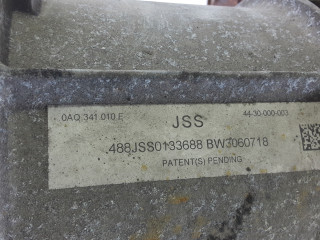 0AQ 341 010 E JSS 44-30-000-003
488JSS0133688 BW3060718
PATENT(S) PENDING